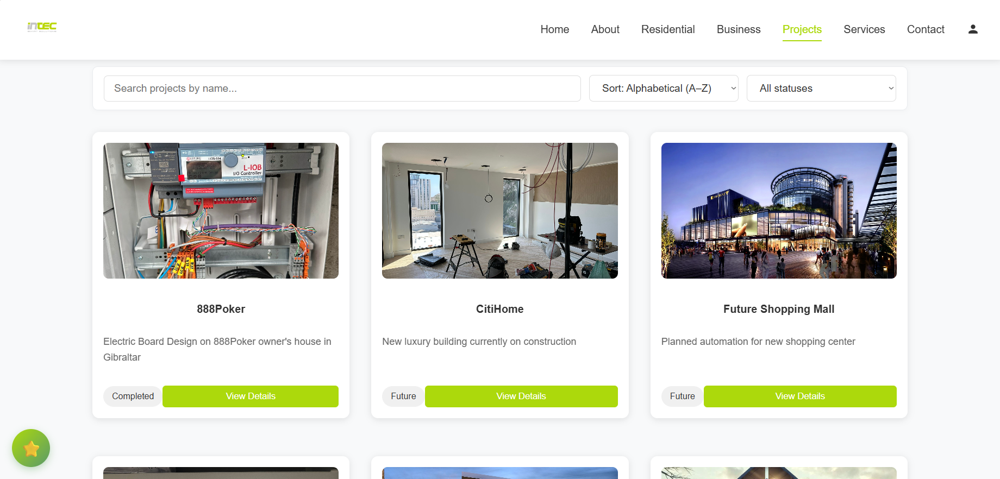 intec
Home
About
Residential
Business
Projects
Services
Contact
Search projects by name...
Sort: Alphabetical (A–Z)
All statuses
L-IOB
I/O Controller
888Poker
CitiHome
Future Shopping Mall
Electric Board Design on 888Poker owner's house in
Gibraltar
New luxury building currently on construction
Planned automation for new shopping center
Completed
View Details
Future
View Details
Future
View Details